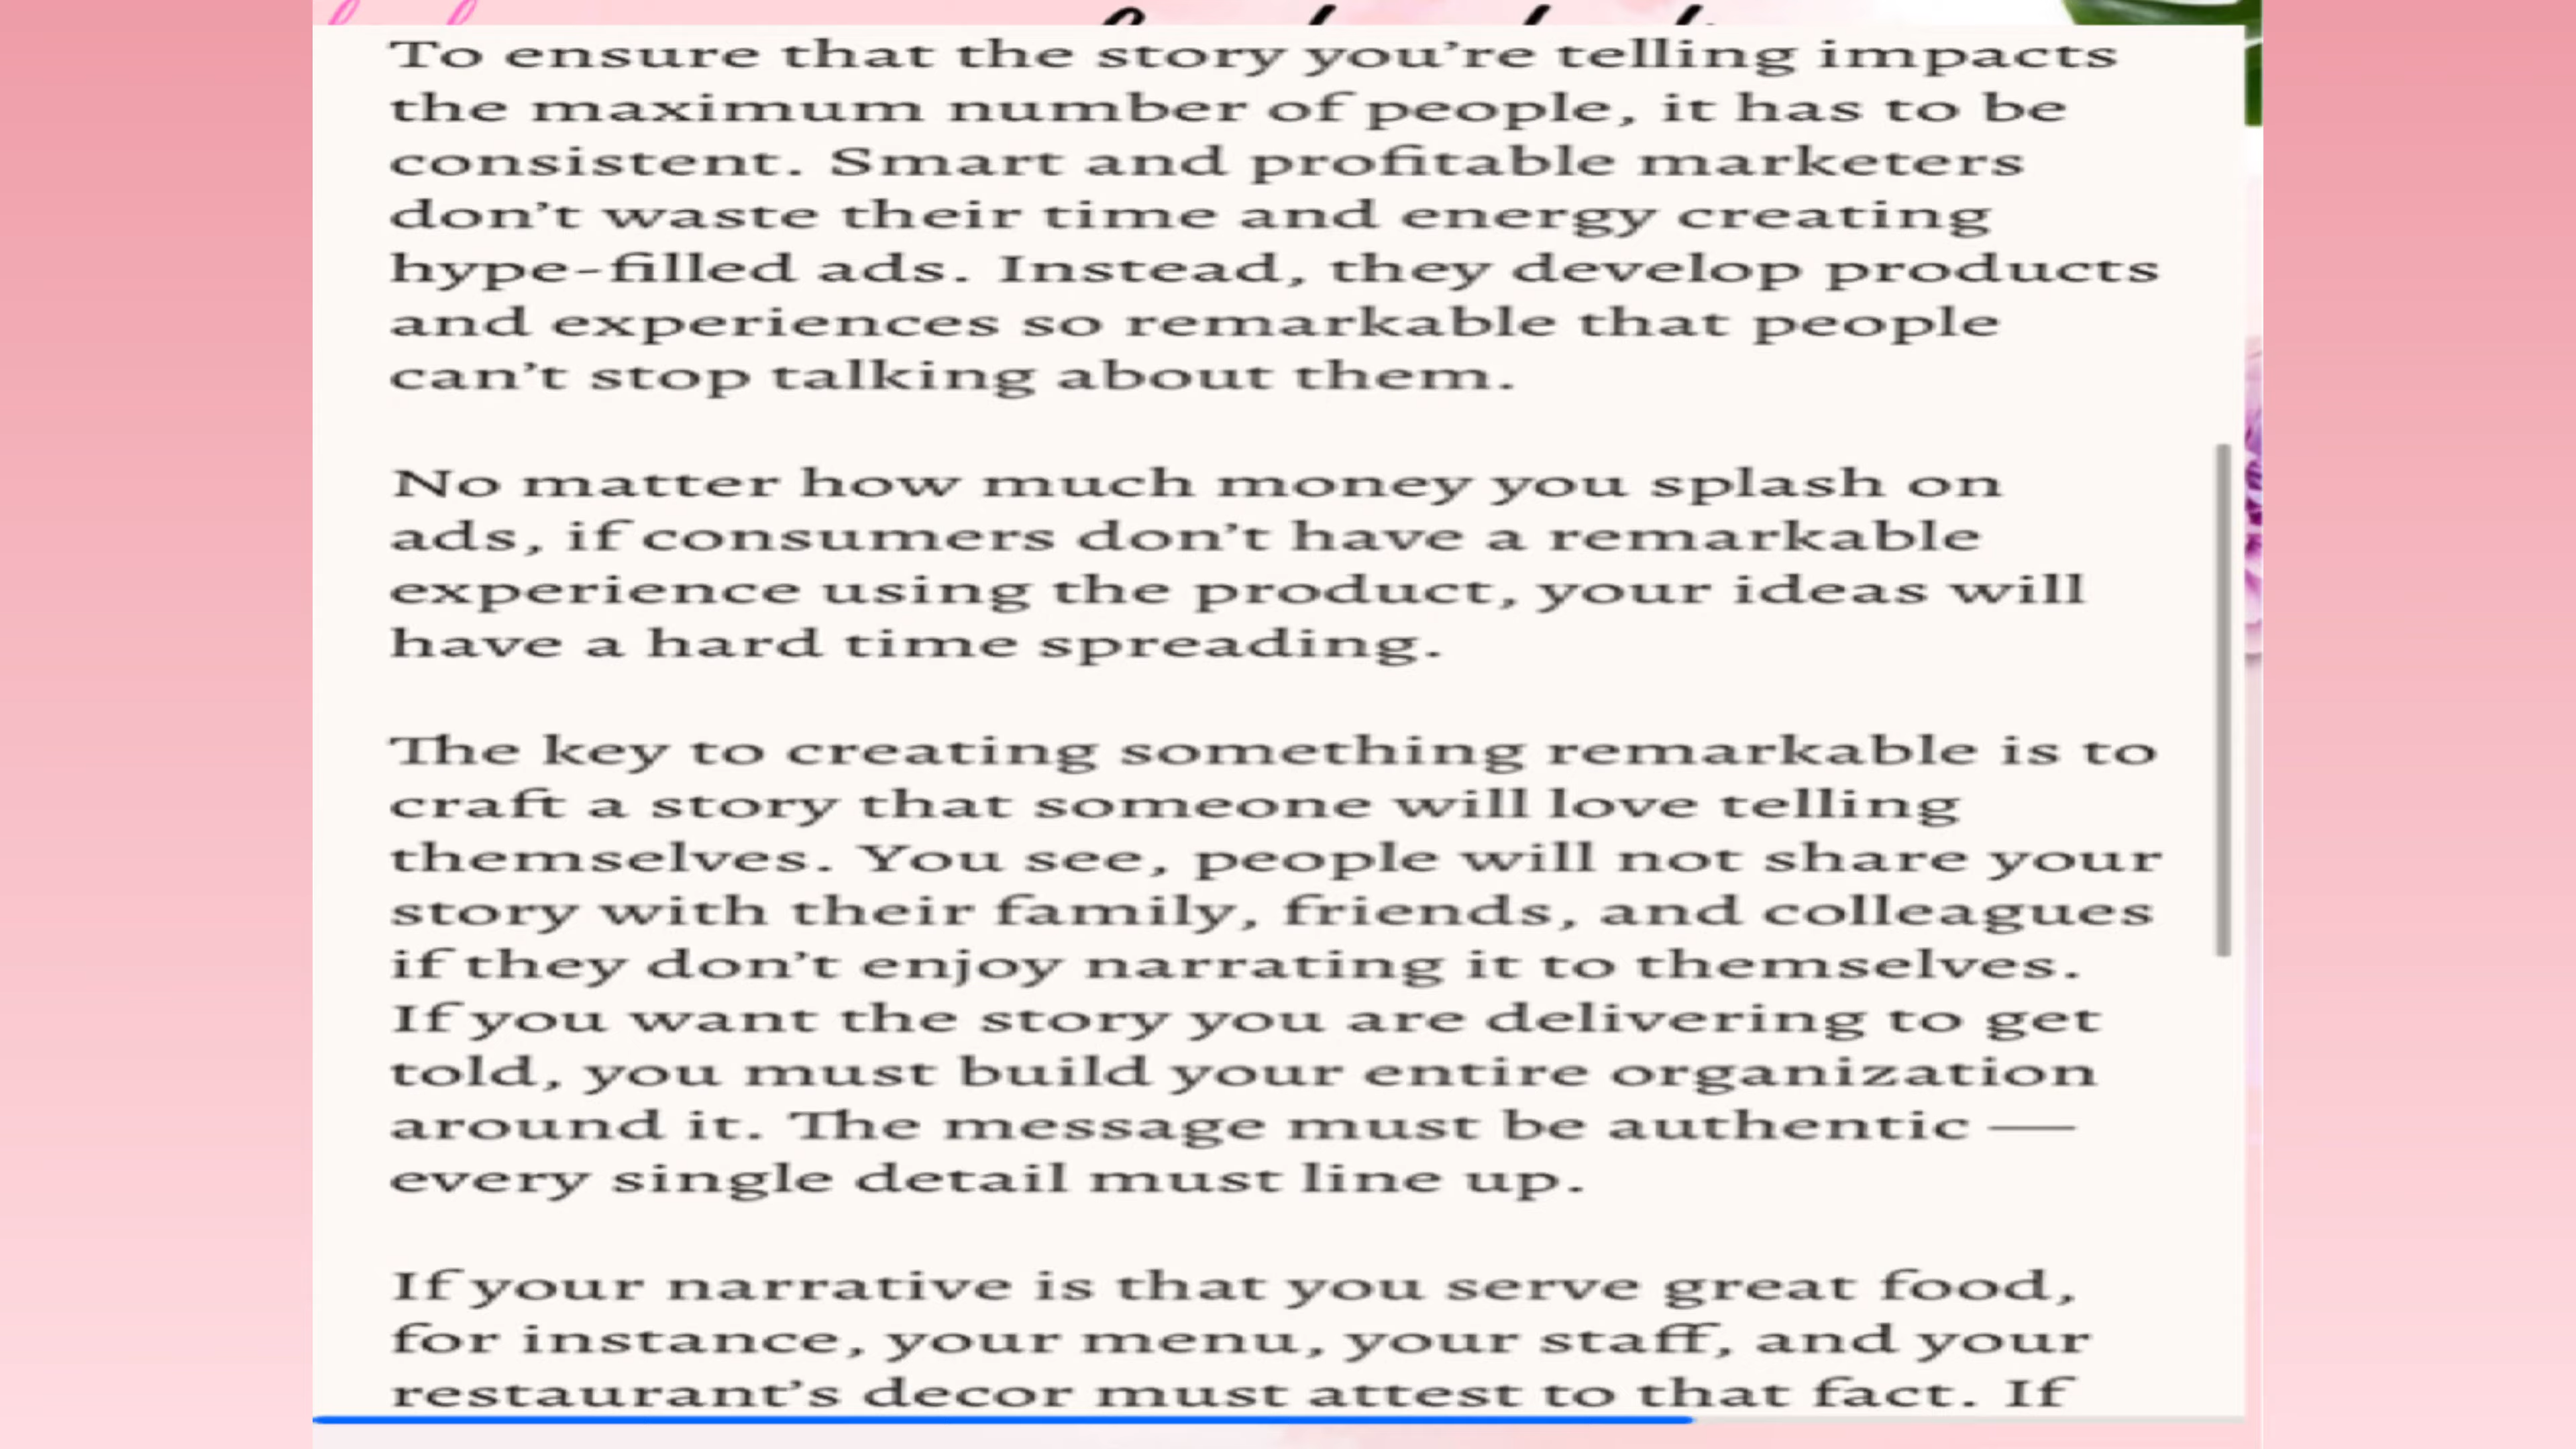 To ensure that the story you’re telling impacts
the maximum number of people, it has to be
consistent. Smart and profitable marketers
don’t waste their time and energy creating
hype-filled ads. Instead, they develop products
and experiences so remarkable that people
can’t stop talking about them.
No matter how much money you splash on
ads, if consumers don’t have a remarkable
experience using the product, your ideas will
have a hard time spreading.
The key to creating something remarkable is to
craft a story that someone will love telling
themselves. You see, people will not share your
story with their family, friends, and colleagues
if they don’t enjoy narrating it to themselves.
If you want the story you are delivering to get
told, you must build your entire organization
around it. The message must be authentic —
every single detail must line up.
If your narrative is that you serve great food,
for instance, your menu, your staff, and your
restaurant’s decor must attest to that fact. If